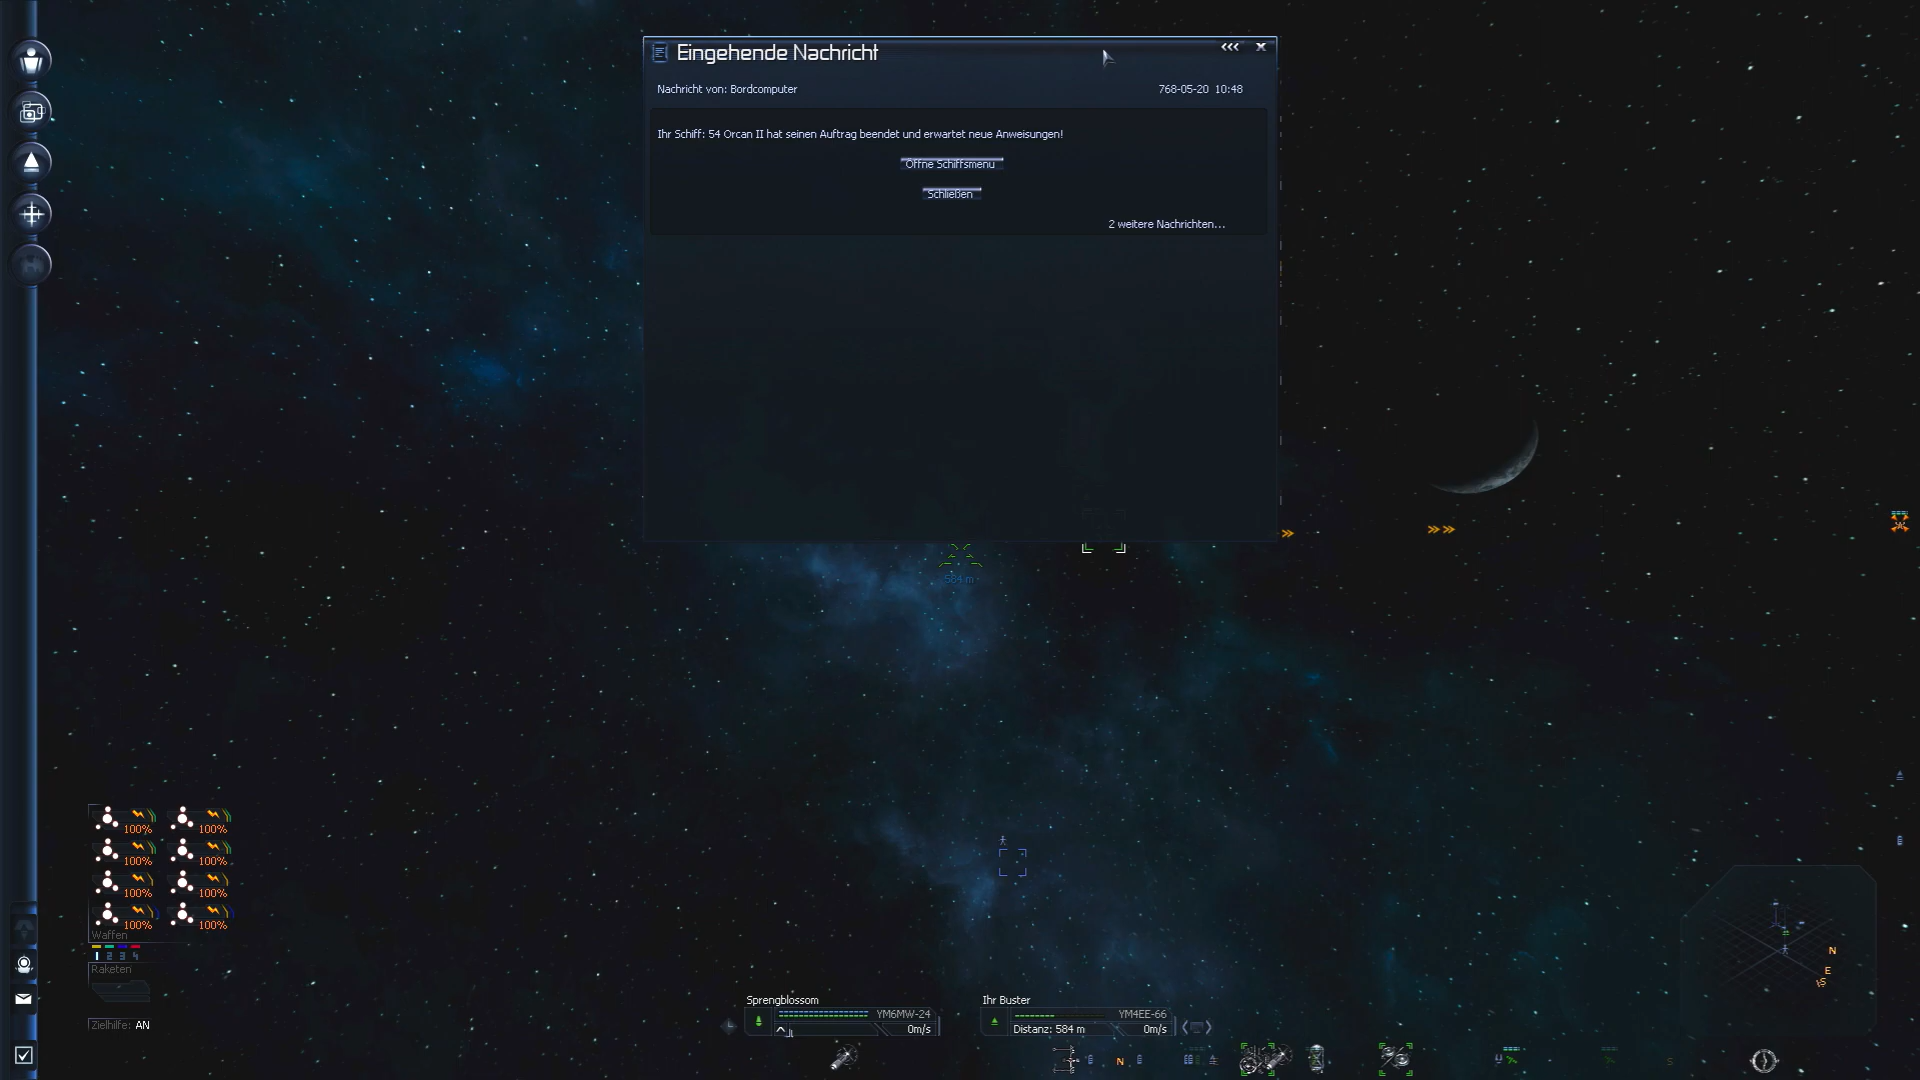 Eingehende Nachricht
Nachricht von: Bordcomputer 768-05-20 10:48
Ihr Schiff: 54 Orcan II hat seinen Auftrag beendet und erwartet neue Anweisungen!
Öffne Schiffsmenü
Schließen
2 weitere Nachrichten...
584 m
100% 100%
100% 100%
100% 100%
100% 100%
Waffen
1 2 3 4
Raketen
Zielhilfe: AN
Sprengblossom
YM6MW-24
0m/s
Ihr Buster
YM4EE-66
Distanz: 584 m 0m/s
N
E
N
S